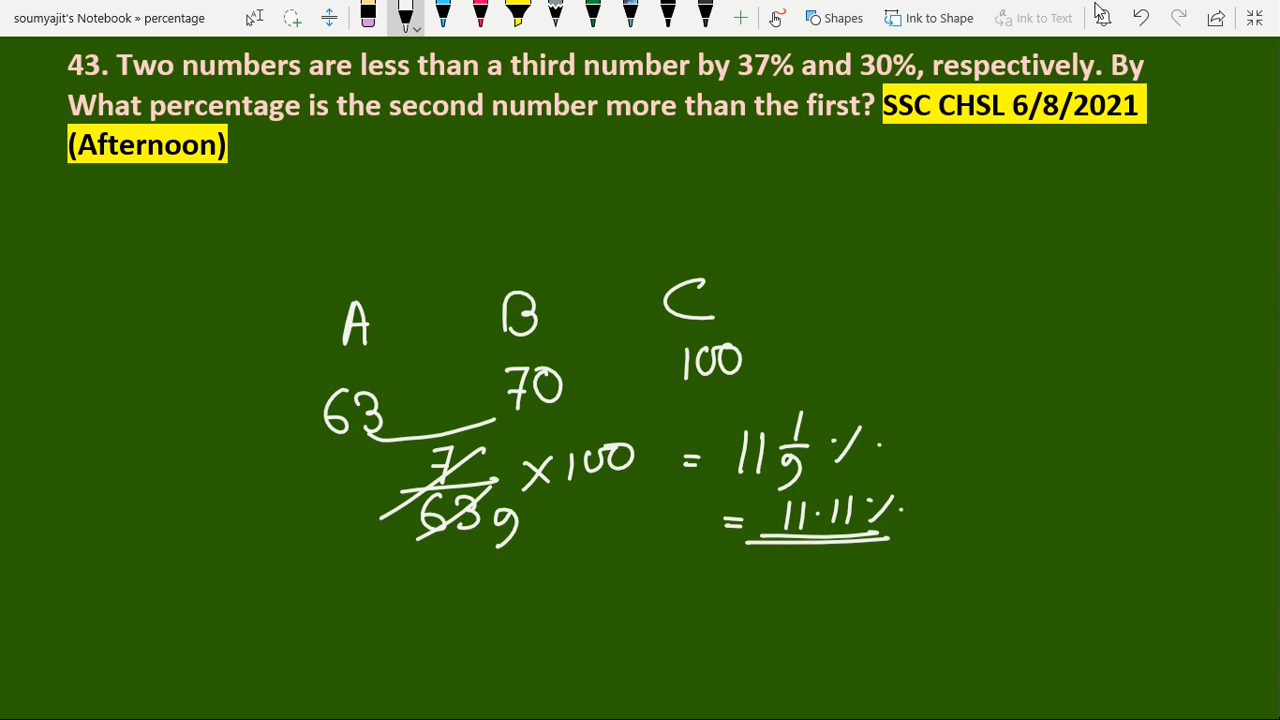 soumyajit's Notebook » percentage
Shapes
Ink to Shape
Ink to Text
43. Two numbers are less than a third number by 37% and 30%, respectively. By
What percentage is the second number more than the first? SSC CHSL 6/8/2021
(Afternoon)
A B C
63 70 100
7/63 9 × 100 = 11 1/9 %
= 11.11%